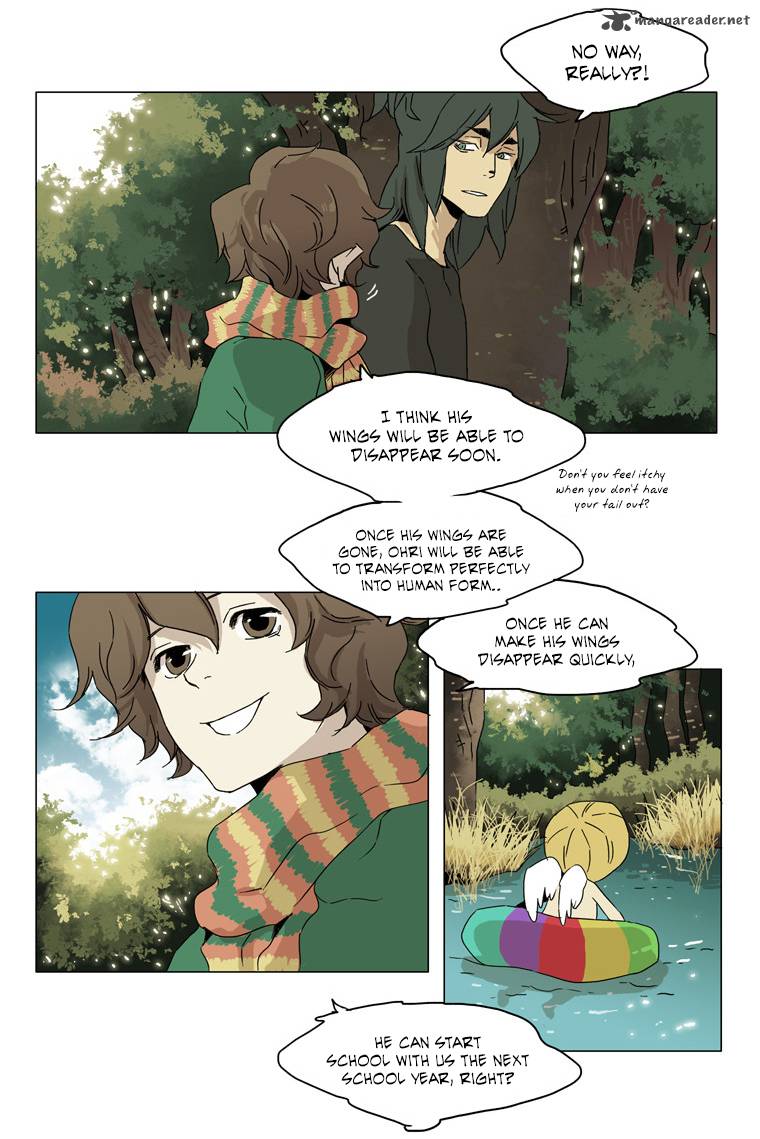 mangareader.net
NO WAY,
REALLY?!
I THINK HIS
WINGS WILL BE ABLE TO
DISAPPEAR SOON.
Don't you feel itchy
when you don't have
your tail out?
ONCE HIS WINGS ARE
GONE, OHRI WILL BE ABLE
TO TRANSFORM PERFECTLY
INTO HUMAN FORM..
ONCE HE CAN
MAKE HIS WINGS
DISAPPEAR QUICKLY,
HE CAN START
SCHOOL WITH US THE NEXT
SCHOOL YEAR, RIGHT?